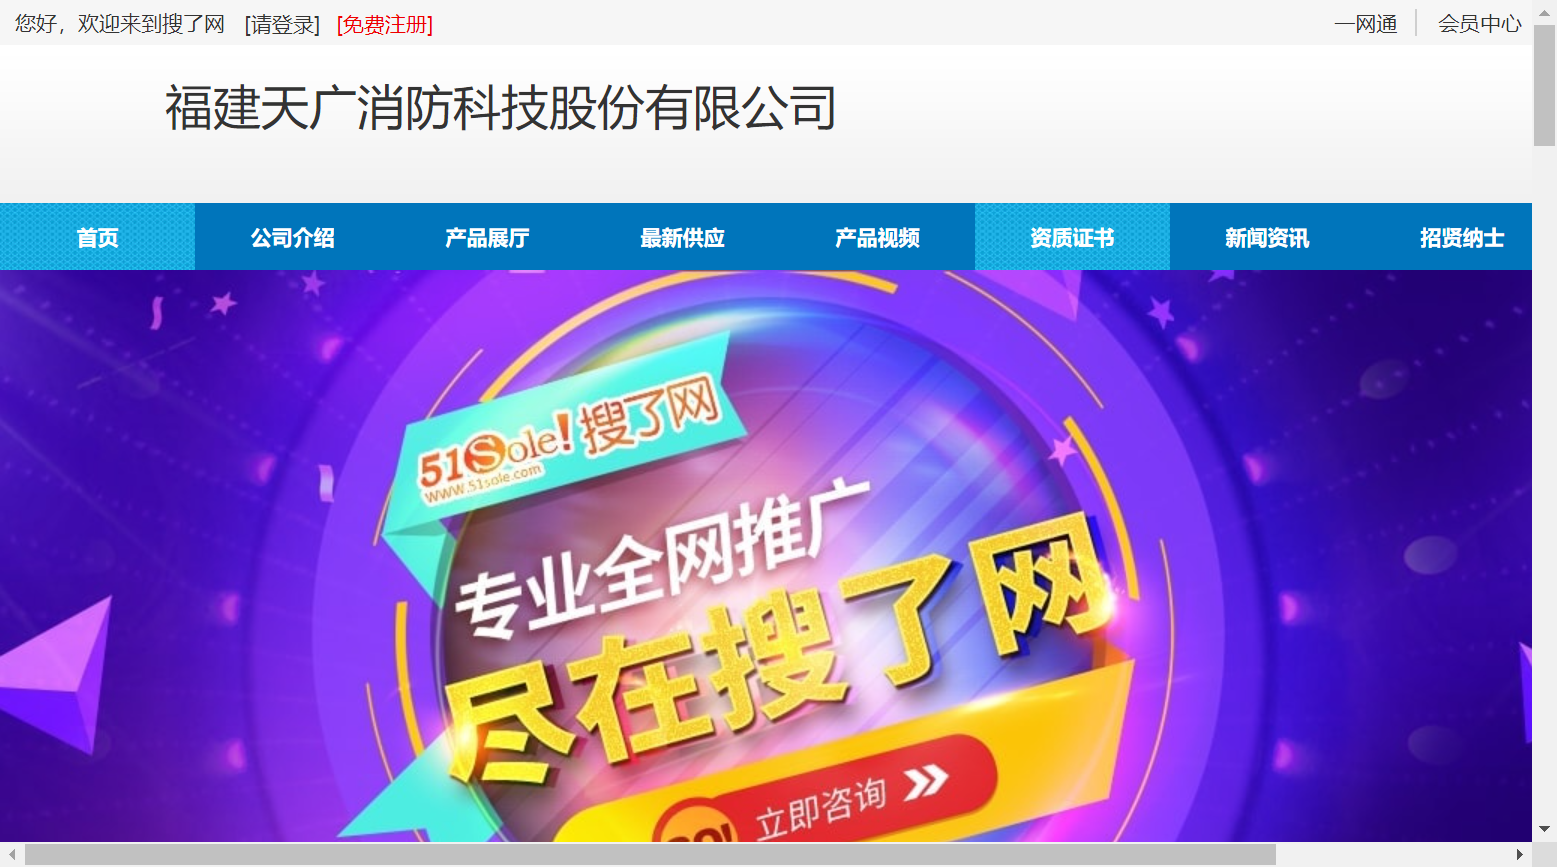 您好，欢迎来到搜了网 [请登录] [免费注册] 一网通 会员中心
福建天广消防科技股份有限公司
首页 公司介绍 产品展厅 最新供应 产品视频 资质证书 新闻资讯 招贤纳士
51Sole! 搜了网
www.51sole.com
专业全网推广
尽在搜了网
立即咨询
GO!